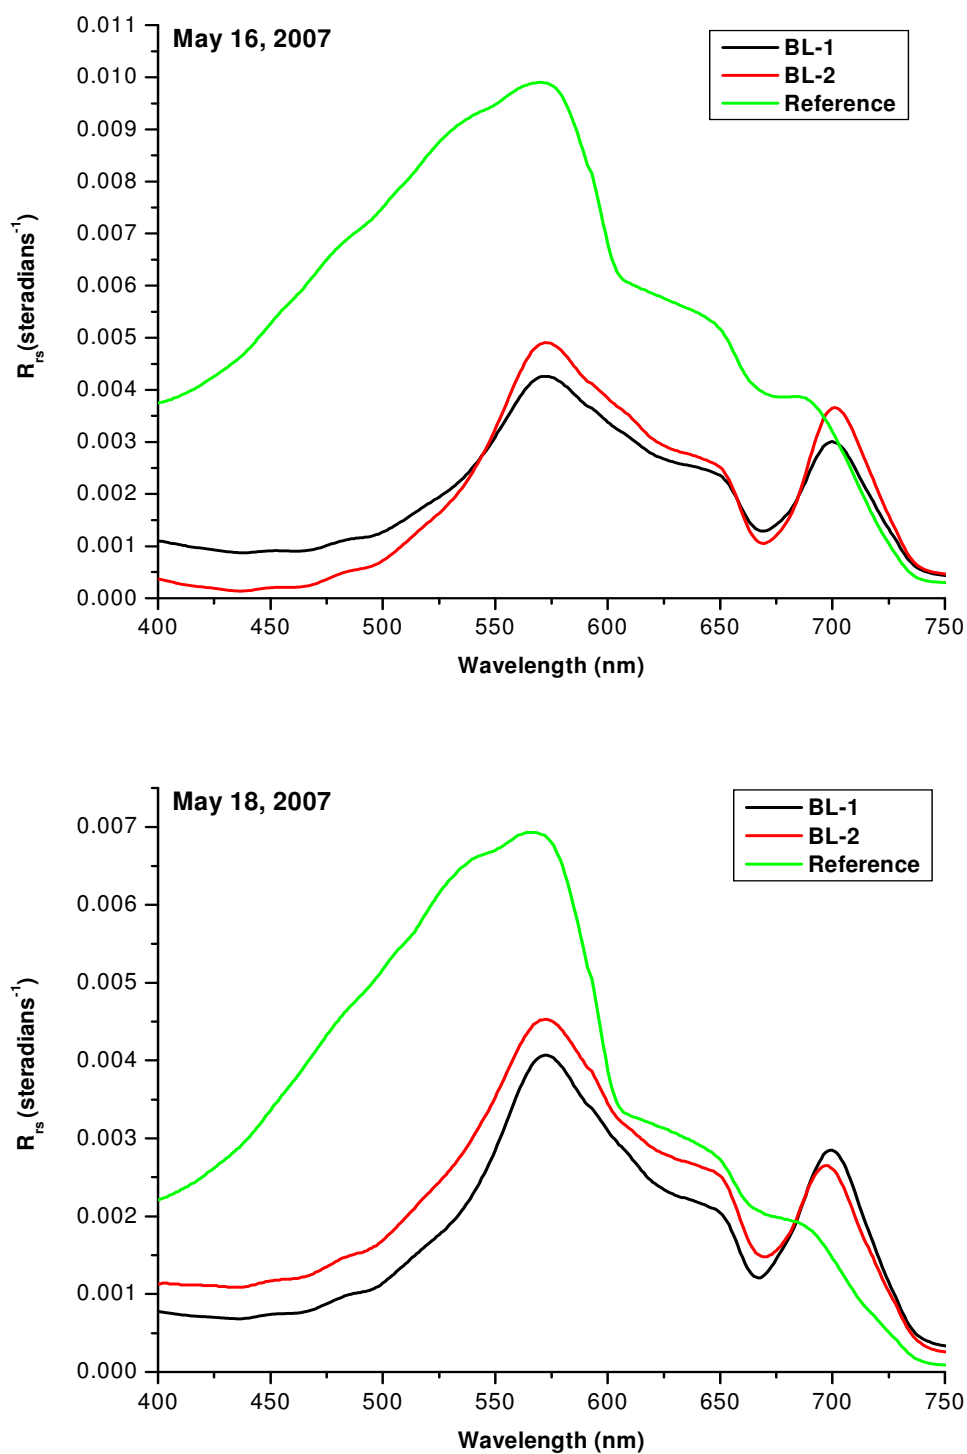 May 16, 2007
BL-1
BL-2
Reference
0.011
0.010
0.009
0.008
0.007
0.006
0.005
0.004
0.003
0.002
0.001
0.000
Rrs(steradians-1)
400 450 500 550 600 650 700 750
Wavelength (nm)
May 18, 2007
BL-1
BL-2
Reference
0.007
0.006
0.005
0.004
0.003
0.002
0.001
0.000
Rrs(steradians-1)
400 450 500 550 600 650 700 750
Wavelength (nm)